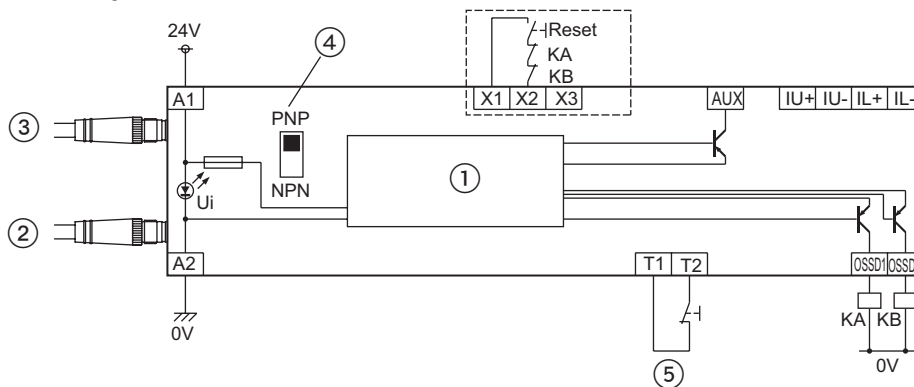 24V
④
Reset
KA
KB
A1
X1 X2 X3
AUX
IU+ IU- IL+ IL-
③
PNP
NPN
①
Ui
②
A2
T1 T2
OSSD1 OSSD
KA KB
0V
⑤
0V